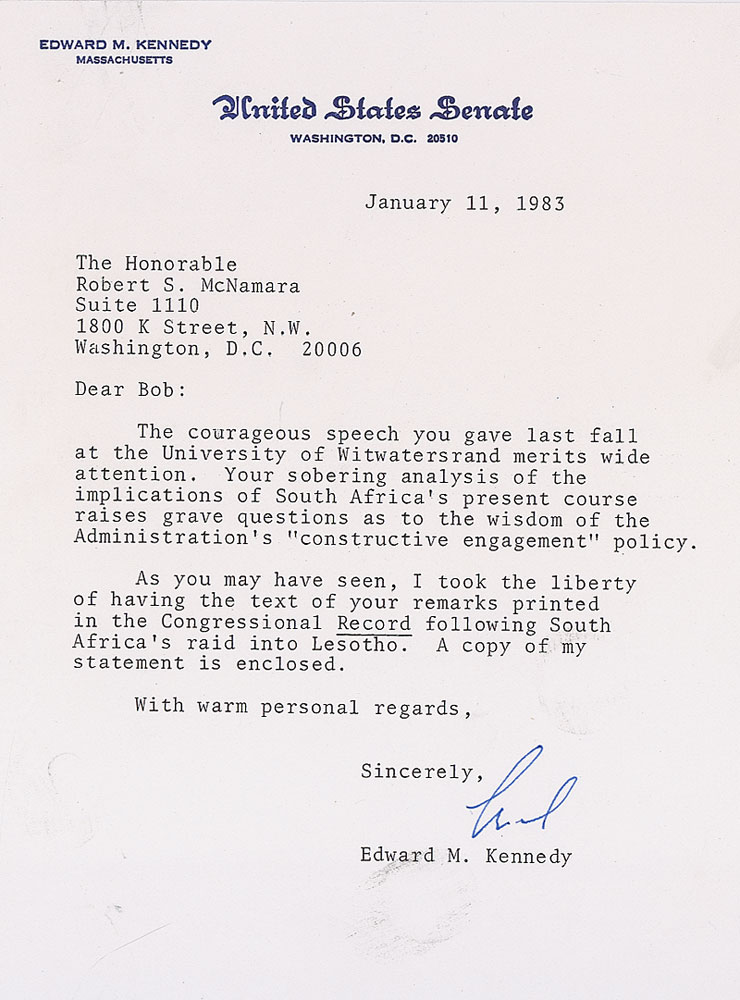 EDWARD M. KENNEDY
MASSACHUSETTS
United States Senate
WASHINGTON, D.C. 20510
January 11, 1983
The Honorable
Robert S. McNamara
Suite 1110
1800 K Street, N.W.
Washington, D.C. 20006
Dear Bob:
The courageous speech you gave last fall
at the University of Witwatersrand merits wide
attention. Your sobering analysis of the
implications of South Africa's present course
raises grave questions as to the wisdom of the
Administration's "constructive engagement" policy.
As you may have seen, I took the liberty
of having the text of your remarks printed
in the Congressional Record following South
Africa's raid into Lesotho. A copy of my
statement is enclosed.
With warm personal regards,
Sincerely,
Edward M. Kennedy